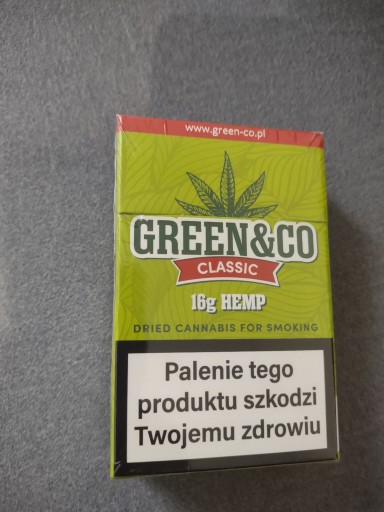 www.green-co.pl
GREEN&CO
CLASSIC
16g HEMP
DRIED CANNABIS FOR SMOKING
Palenie tego
produktu szkodzi
Twojemu zdrowiu